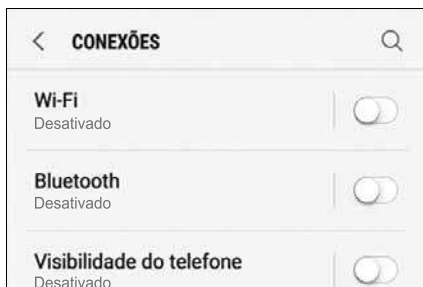 CONEXÕES
Wi-Fi
Desativado
Bluetooth
Desativado
Visibilidade do telefone
Desativado